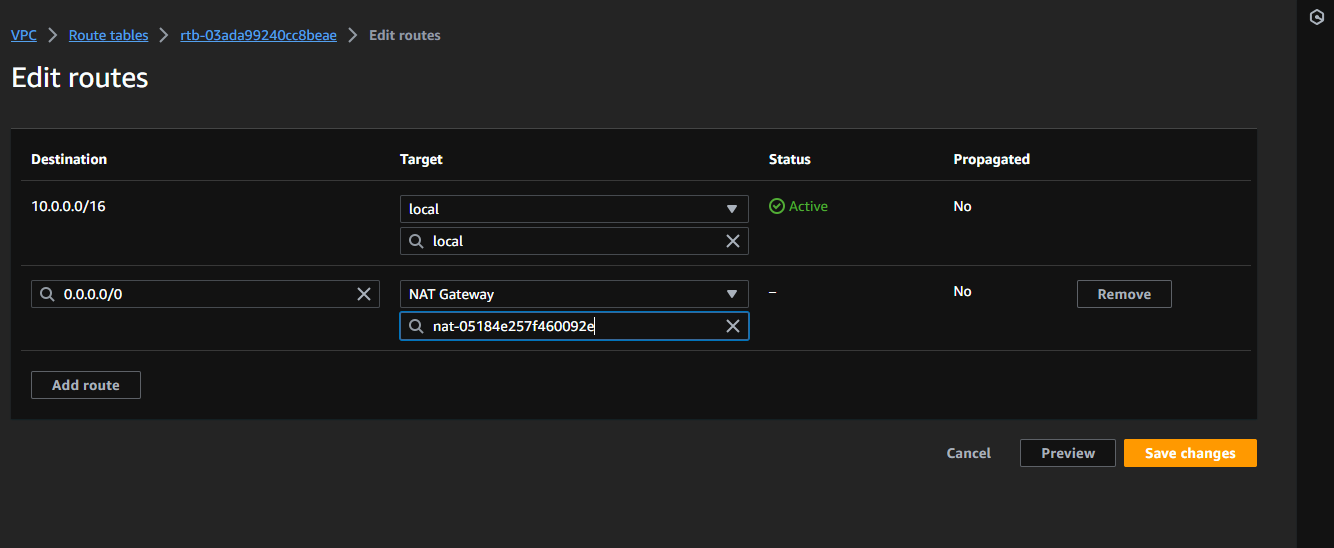 VPC > Route tables > rtb-03ada99240cc8beae > Edit routes
Edit routes
Destination Target Status Propagated
10.0.0.0/16 local Active No
local
0.0.0.0/0 NAT Gateway – No Remove
nat-05184e257f460092e
Add route
Cancel Preview Save changes